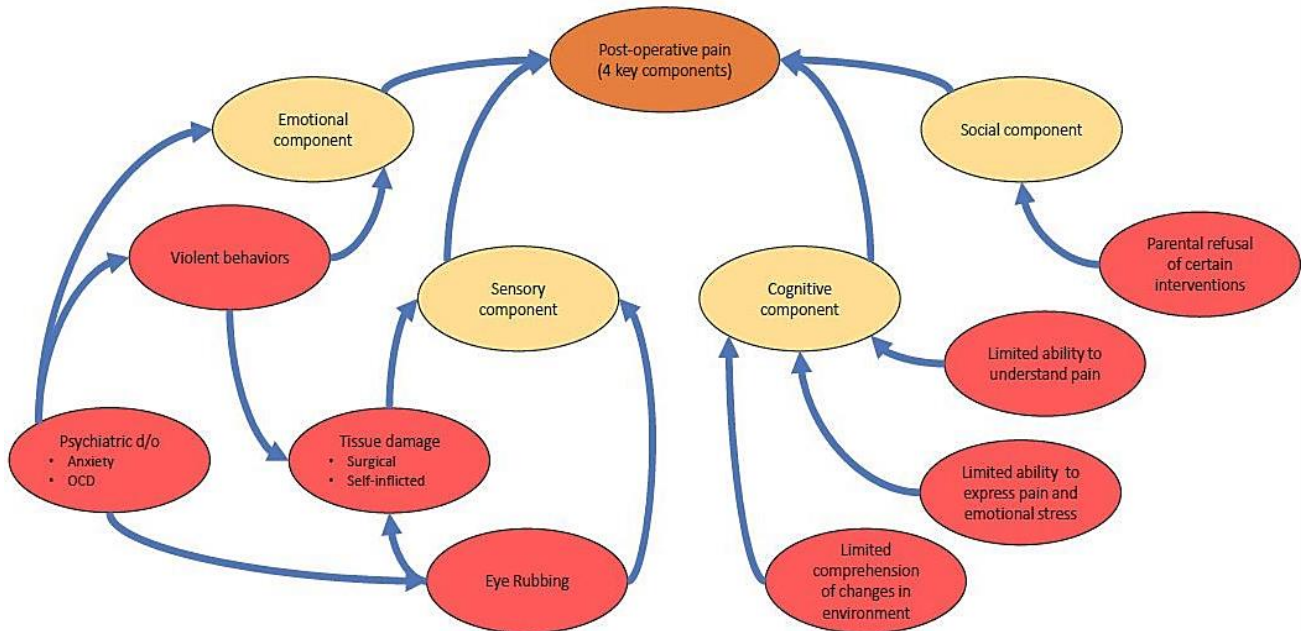 Post-operative pain
(4 key components)
Emotional
component
Social component
Violent behaviors
Parental refusal
of certain
interventions
Sensory
component
Cognitive
component
Limited ability to
understand pain
Psychiatric d/o
• Anxiety
• OCD
Tissue damage
• Surgical
• Self-inflicted
Limited ability to
express pain and
emotional stress
Eye Rubbing
Limited
comprehension
of changes in
environment